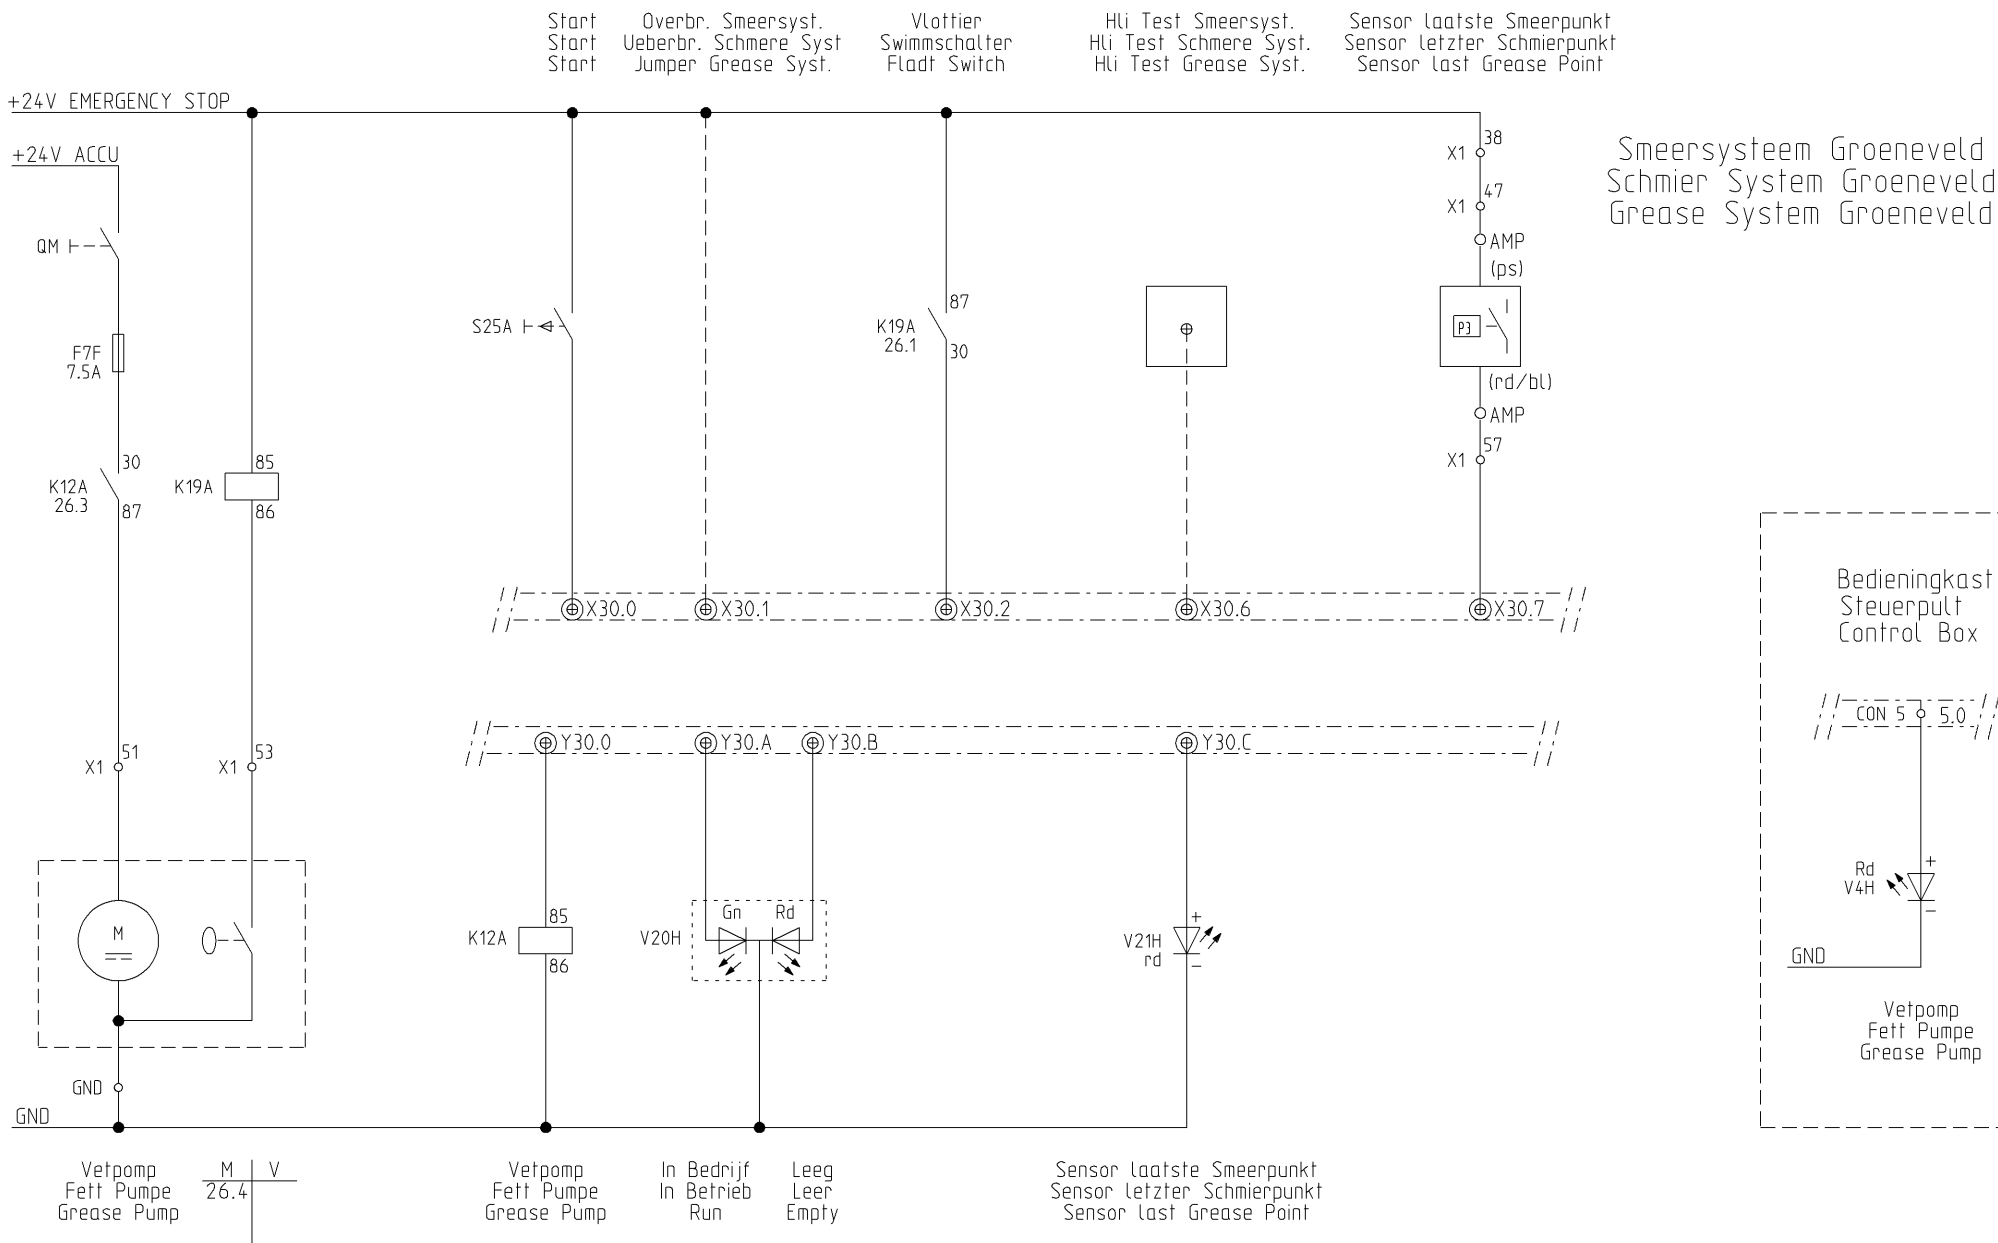 Start
Start
Start
Overbr. Smeersyst.
Ueberbr. Schmere Syst
Jumper Grease Syst.
Vlottier
Swimmschalter
Fladt Switch
Hli Test Smeersyst.
Hli Test Schmere Syst.
Hli Test Grease Syst.
Sensor laatste Smeerpunkt
Sensor letzter Schmierpunkt
Sensor last Grease Point
+24V EMERGENCY STOP
+24V ACCU
Smeersysteem Groeneveld
Schmier System Groeneveld
Grease System Groeneveld
38
X1
47
X1
AMP
(ps)
QM
S25A
87
K19A
26.1
30
P3
F7F
7.5A
(rd/bl)
AMP
57
X1
30
K12A
26.3
87
85
K19A
86
X30.0
X30.1
X30.2
X30.6
X30.7
Bedieningkast
Steuerpult
Control Box
CON 5
5.0
Y30.0
Y30.A
Y30.B
Y30.C
51
X1
53
X1
Rd
V4H
+
-
GND
M
85
K12A
86
Gn
Rd
V20H
+
V21H
rd
-
Vetpomp
Fett Pumpe
Grease Pump
GND
GND
Vetpomp
Fett Pumpe
Grease Pump
M V
26.4
Vetpomp
Fett Pumpe
Grease Pump
In Bedrijf
In Betrieb
Run
Leeg
Leer
Empty
Sensor laatste Smeerpunkt
Sensor letzter Schmierpunkt
Sensor last Grease Point